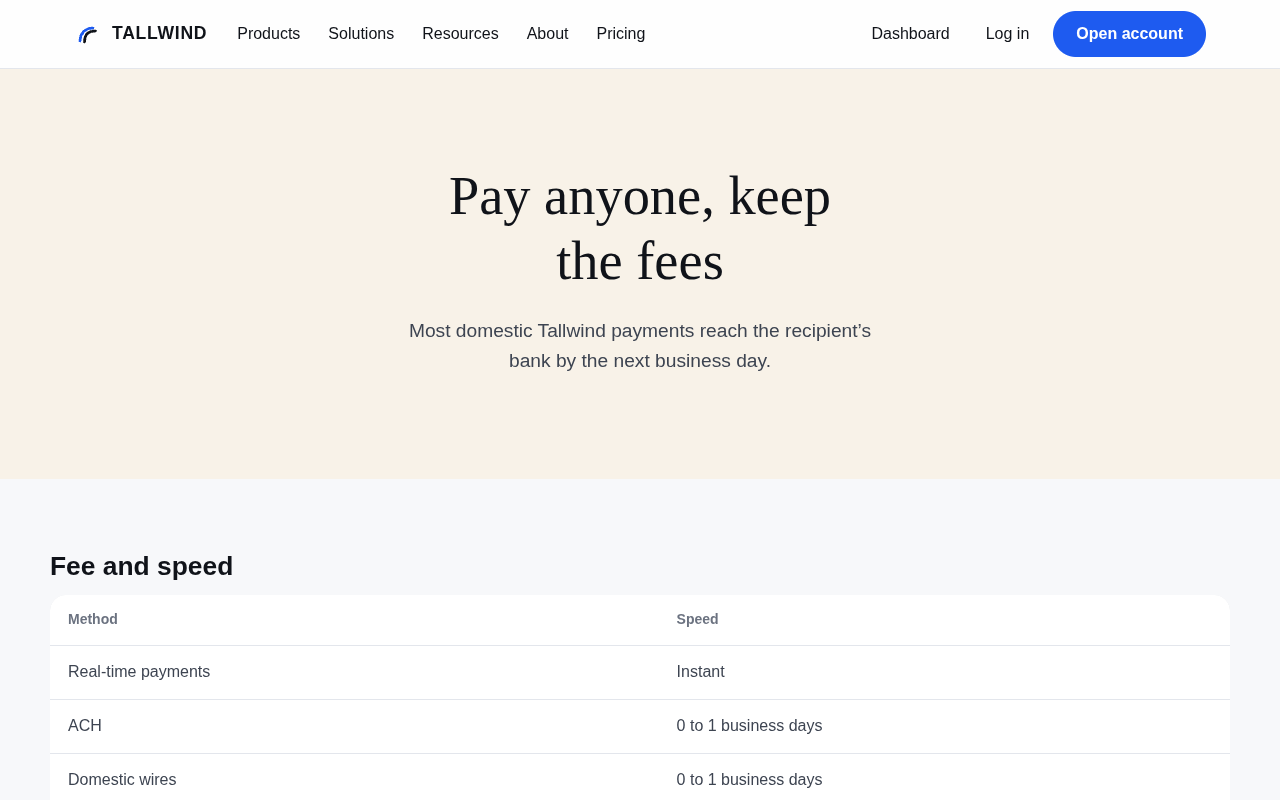 TALLWIND Products Solutions Resources About Pricing Dashboard Log in Open account
Pay anyone, keep
the fees
Most domestic Tallwind payments reach the recipient’s
bank by the next business day.
Fee and speed
Method Speed
Real-time payments Instant
ACH 0 to 1 business days
Domestic wires 0 to 1 business days